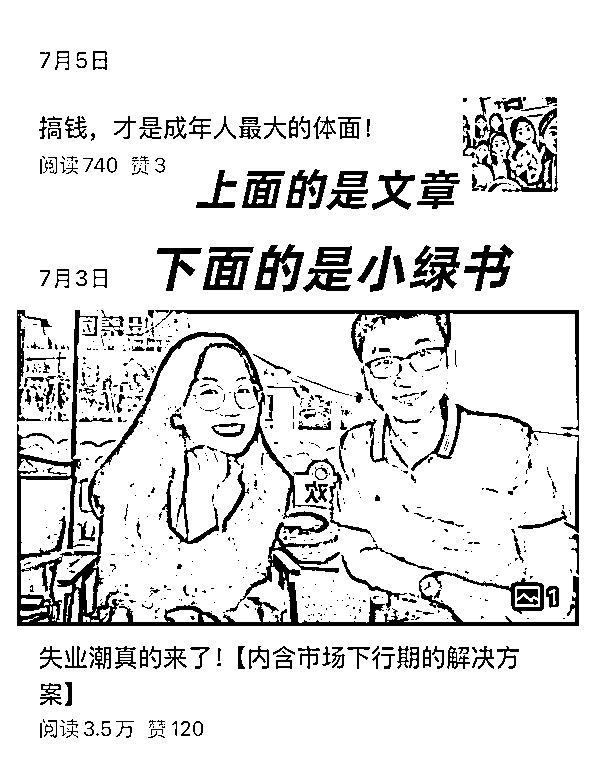 7月5日
搞钱，才是成年人最大的体面！
阅读740 赞3
上面的是文章
下面的是小绿书
7月3日
1
失业潮真的来了！【内含市场下行期的解决方
案】
阅读3.5万 赞120